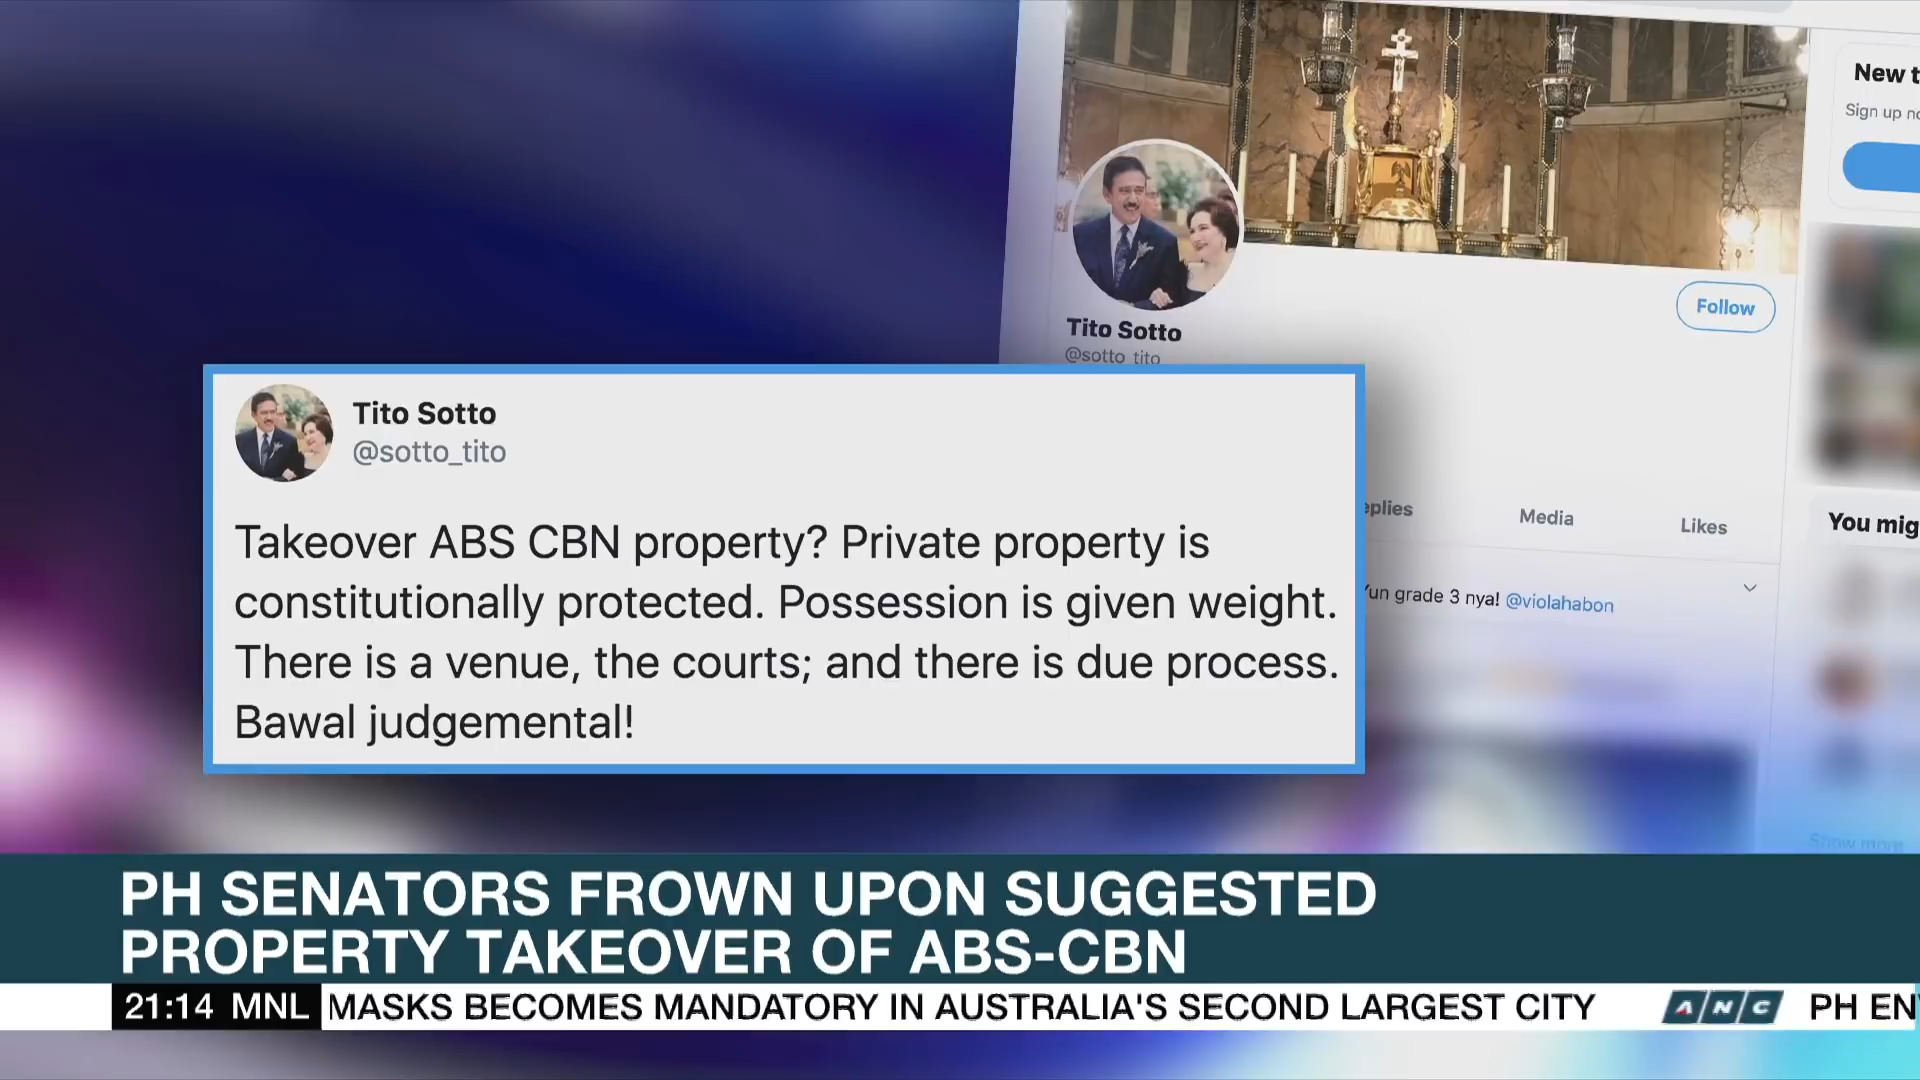 New t
Sign up no
Tito Sotto
@sotto_tito
Follow
Tito Sotto
@sotto_tito
Takeover ABS CBN property? Private property is
constitutionally protected. Possession is given weight.
There is a venue, the courts; and there is due process.
Bawal judgemental!
eplies
Media
Likes
You mig
Yun grade 3 nya! @violahabon
Show more
PH SENATORS FROWN UPON SUGGESTED
PROPERTY TAKEOVER OF ABS-CBN
21:14 MNL MASKS BECOMES MANDATORY IN AUSTRALIA'S SECOND LARGEST CITY ANC PH EN